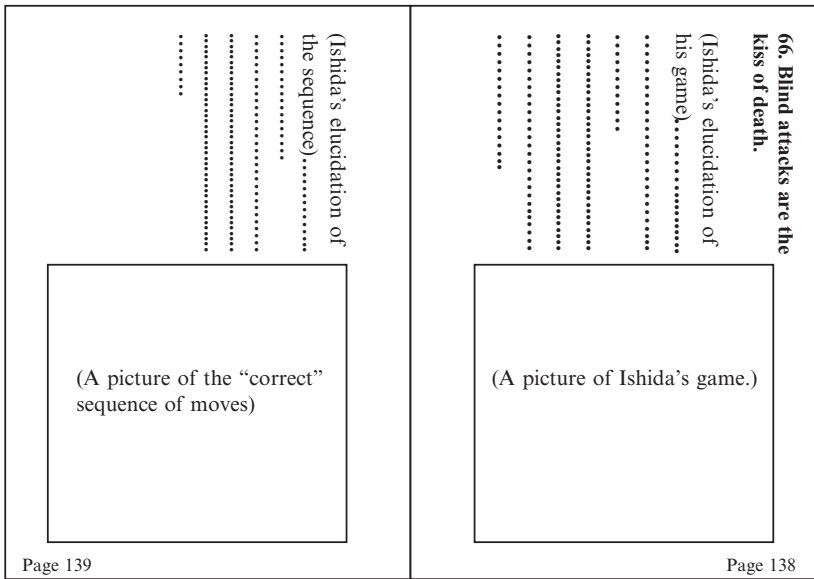 66. Blind attacks are the
kiss of death.
(Ishida's elucidation of
his game)
(A picture of Ishida's game.)
Page 138
(Ishida's elucidation of
the sequence)
(A picture of the “correct”
sequence of moves)
Page 139